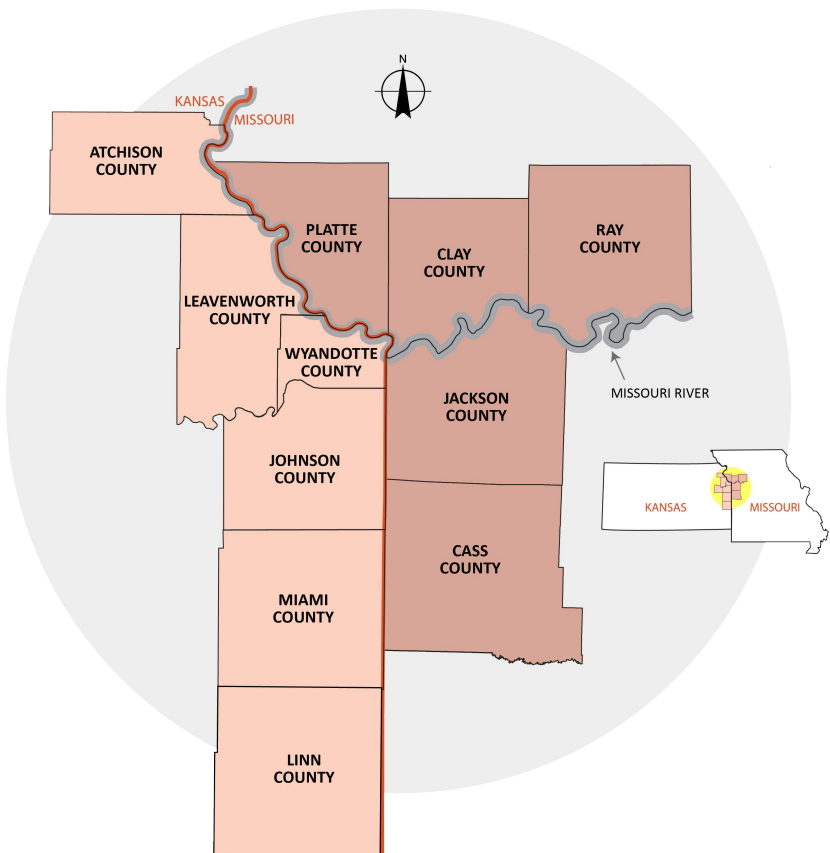 N
KANSAS
MISSOURI
ATCHISON
COUNTY
PLATTE
COUNTY
CLAY
COUNTY
RAY
COUNTY
LEAVENWORTH
COUNTY
WYANDOTTE
COUNTY
JACKSON
COUNTY
MISSOURI RIVER
JOHNSON
COUNTY
KANSAS
MISSOURI
CASS
COUNTY
MIAMI
COUNTY
LINN
COUNTY